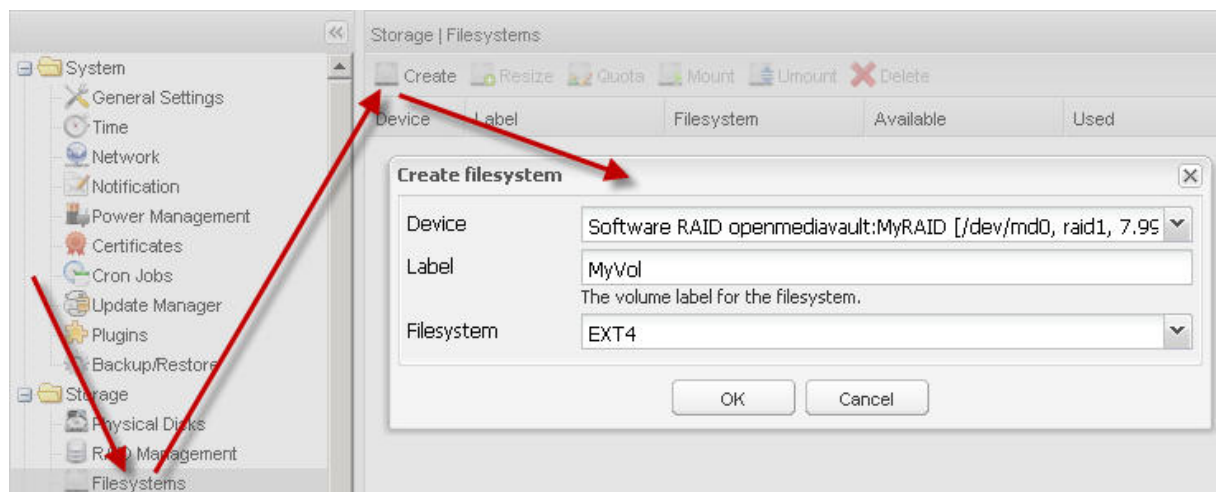 System
General Settings
Time
Network
Notification
Power Management
Certificates
Cron Jobs
Update Manager
Plugins
Backup/Restore
Storage
Physical Disks
RAID Management
Filesystems
Storage | Filesystems
Create Resize Quota Mount Umount Delete
Device Label Filesystem Available Used
Create filesystem
Device Software RAID openmediavault:MyRAID [/dev/md0, raid1, 7.99
Label MyVol
The volume label for the filesystem.
Filesystem EXT4
OK Cancel